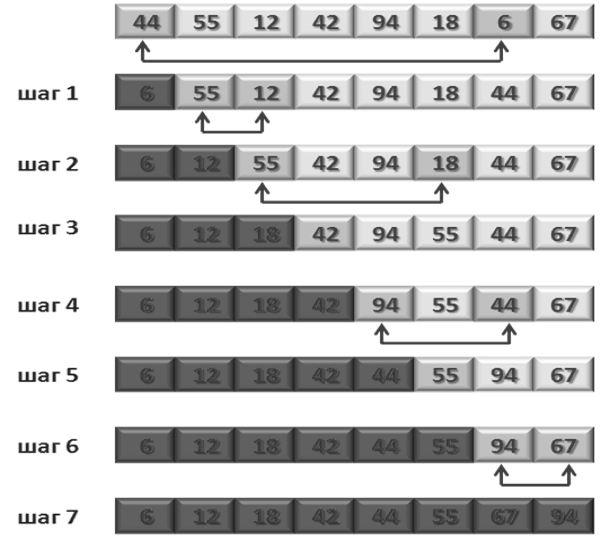 44 55 12 42 94 18 6 67
шаг 1 6 55 12 42 94 18 44 67
шаг 2 6 12 55 42 94 18 44 67
шаг 3 6 12 18 42 94 55 44 67
шаг 4 6 12 18 42 94 55 44 67
шаг 5 6 12 18 42 44 55 94 67
шаг 6 6 12 18 42 44 55 94 67
шаг 7 6 12 18 42 44 55 67 94